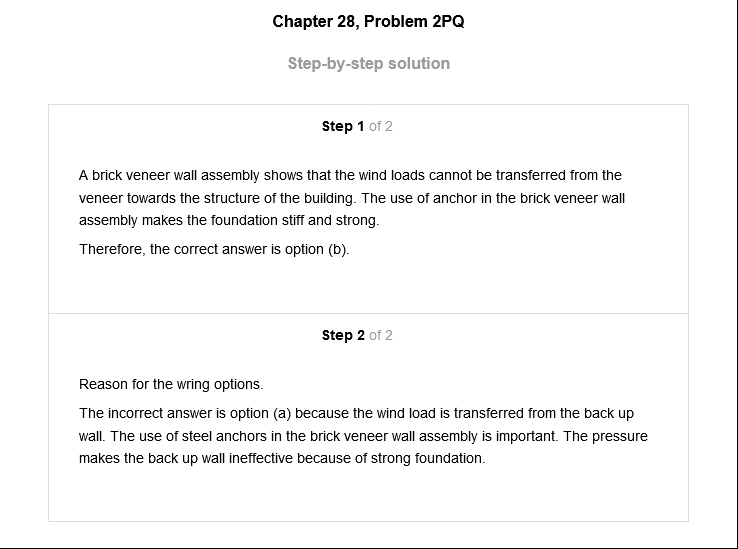 Chapter 28, Problem 2PQ
Step-by-step solution
Step 1 of 2
A brick veneer wall assembly shows that the wind loads cannot be transferred from the
veneer towards the structure of the building. The use of anchor in the brick veneer wall
assembly makes the foundation stiff and strong.
Therefore, the correct answer is option (b).
Step 2 of 2
Reason for the wring options.
The incorrect answer is option (a) because the wind load is transferred from the back up
wall. The use of steel anchors in the brick veneer wall assembly is important. The pressure
makes the back up wall ineffective because of strong foundation.